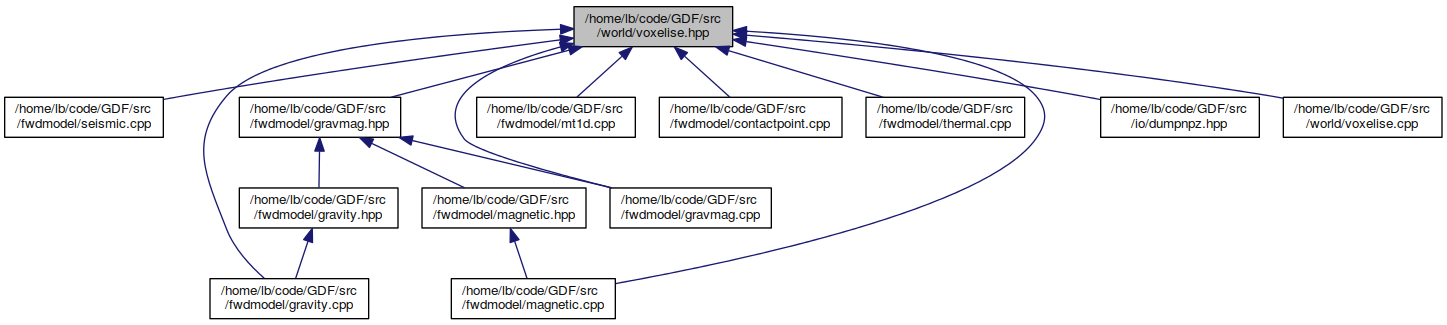 /home/lb/code/GDF/src
/world/voxelise.hpp
/home/lb/code/GDF/src
/fwdmodel/seismic.cpp
/home/lb/code/GDF/src
/fwdmodel/gravmag.hpp
/home/lb/code/GDF/src
/fwdmodel/mt1d.cpp
/home/lb/code/GDF/src
/fwdmodel/contactpoint.cpp
/home/lb/code/GDF/src
/fwdmodel/thermal.cpp
/home/lb/code/GDF/src
/io/dumpnpz.hpp
/home/lb/code/GDF/src
/world/voxelise.cpp
/home/lb/code/GDF/src
/fwdmodel/gravity.hpp
/home/lb/code/GDF/src
/fwdmodel/magnetic.hpp
/home/lb/code/GDF/src
/fwdmodel/gravmag.cpp
/home/lb/code/GDF/src
/fwdmodel/gravity.cpp
/home/lb/code/GDF/src
/fwdmodel/magnetic.cpp